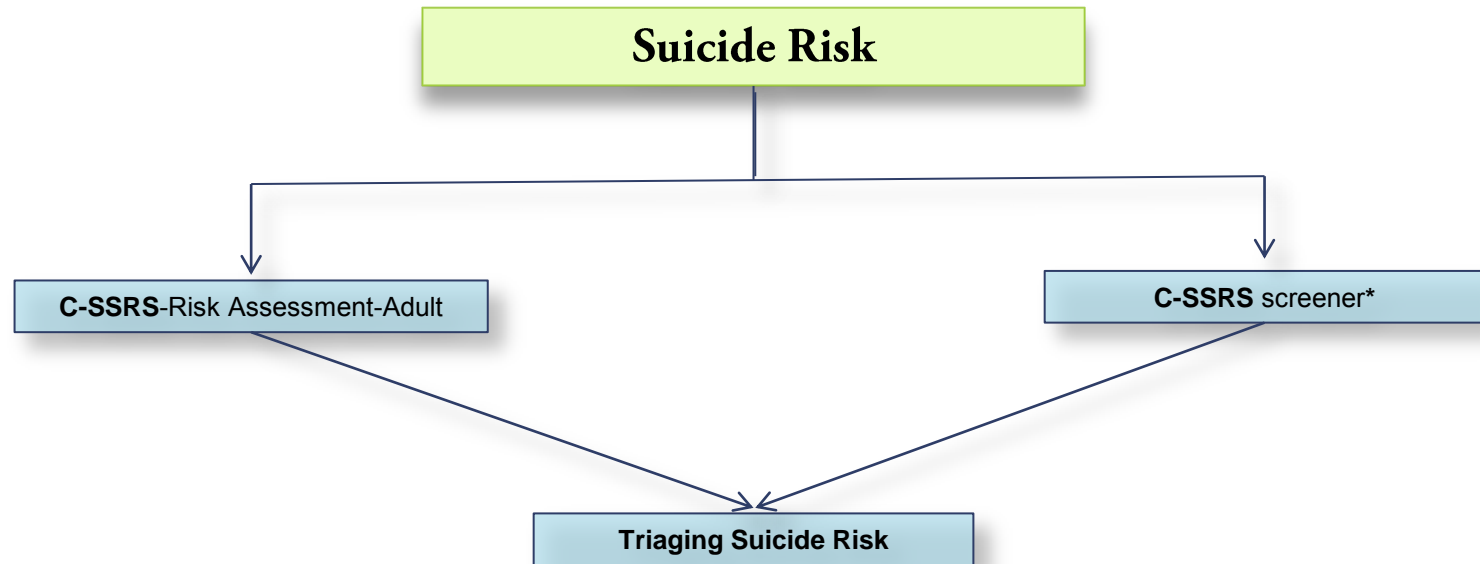 Suicide Risk
C-SSRS-Risk Assessment-Adult
C-SSRS screener*
Triaging Suicide Risk